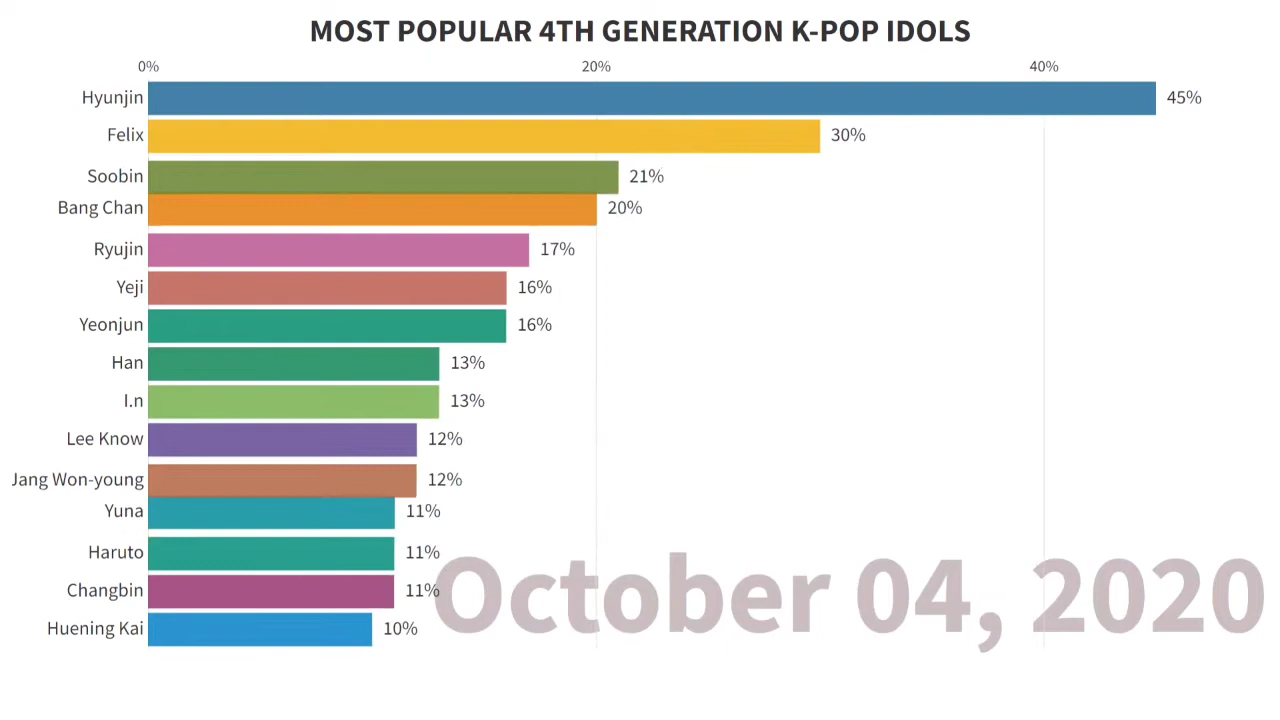 MOST POPULAR 4TH GENERATION K-POP IDOLS
0% 20% 40%
Hyunjin 45%
Felix 30%
Soobin 21%
Bang Chan 20%
Ryujin 17%
Yeji 16%
Yeonjun 16%
Han 13%
I.n 13%
Lee Know 12%
Jang Won-young 12%
Yuna 11%
Haruto 11%
Changbin 11%
Huening Kai 10%
October 04, 2020